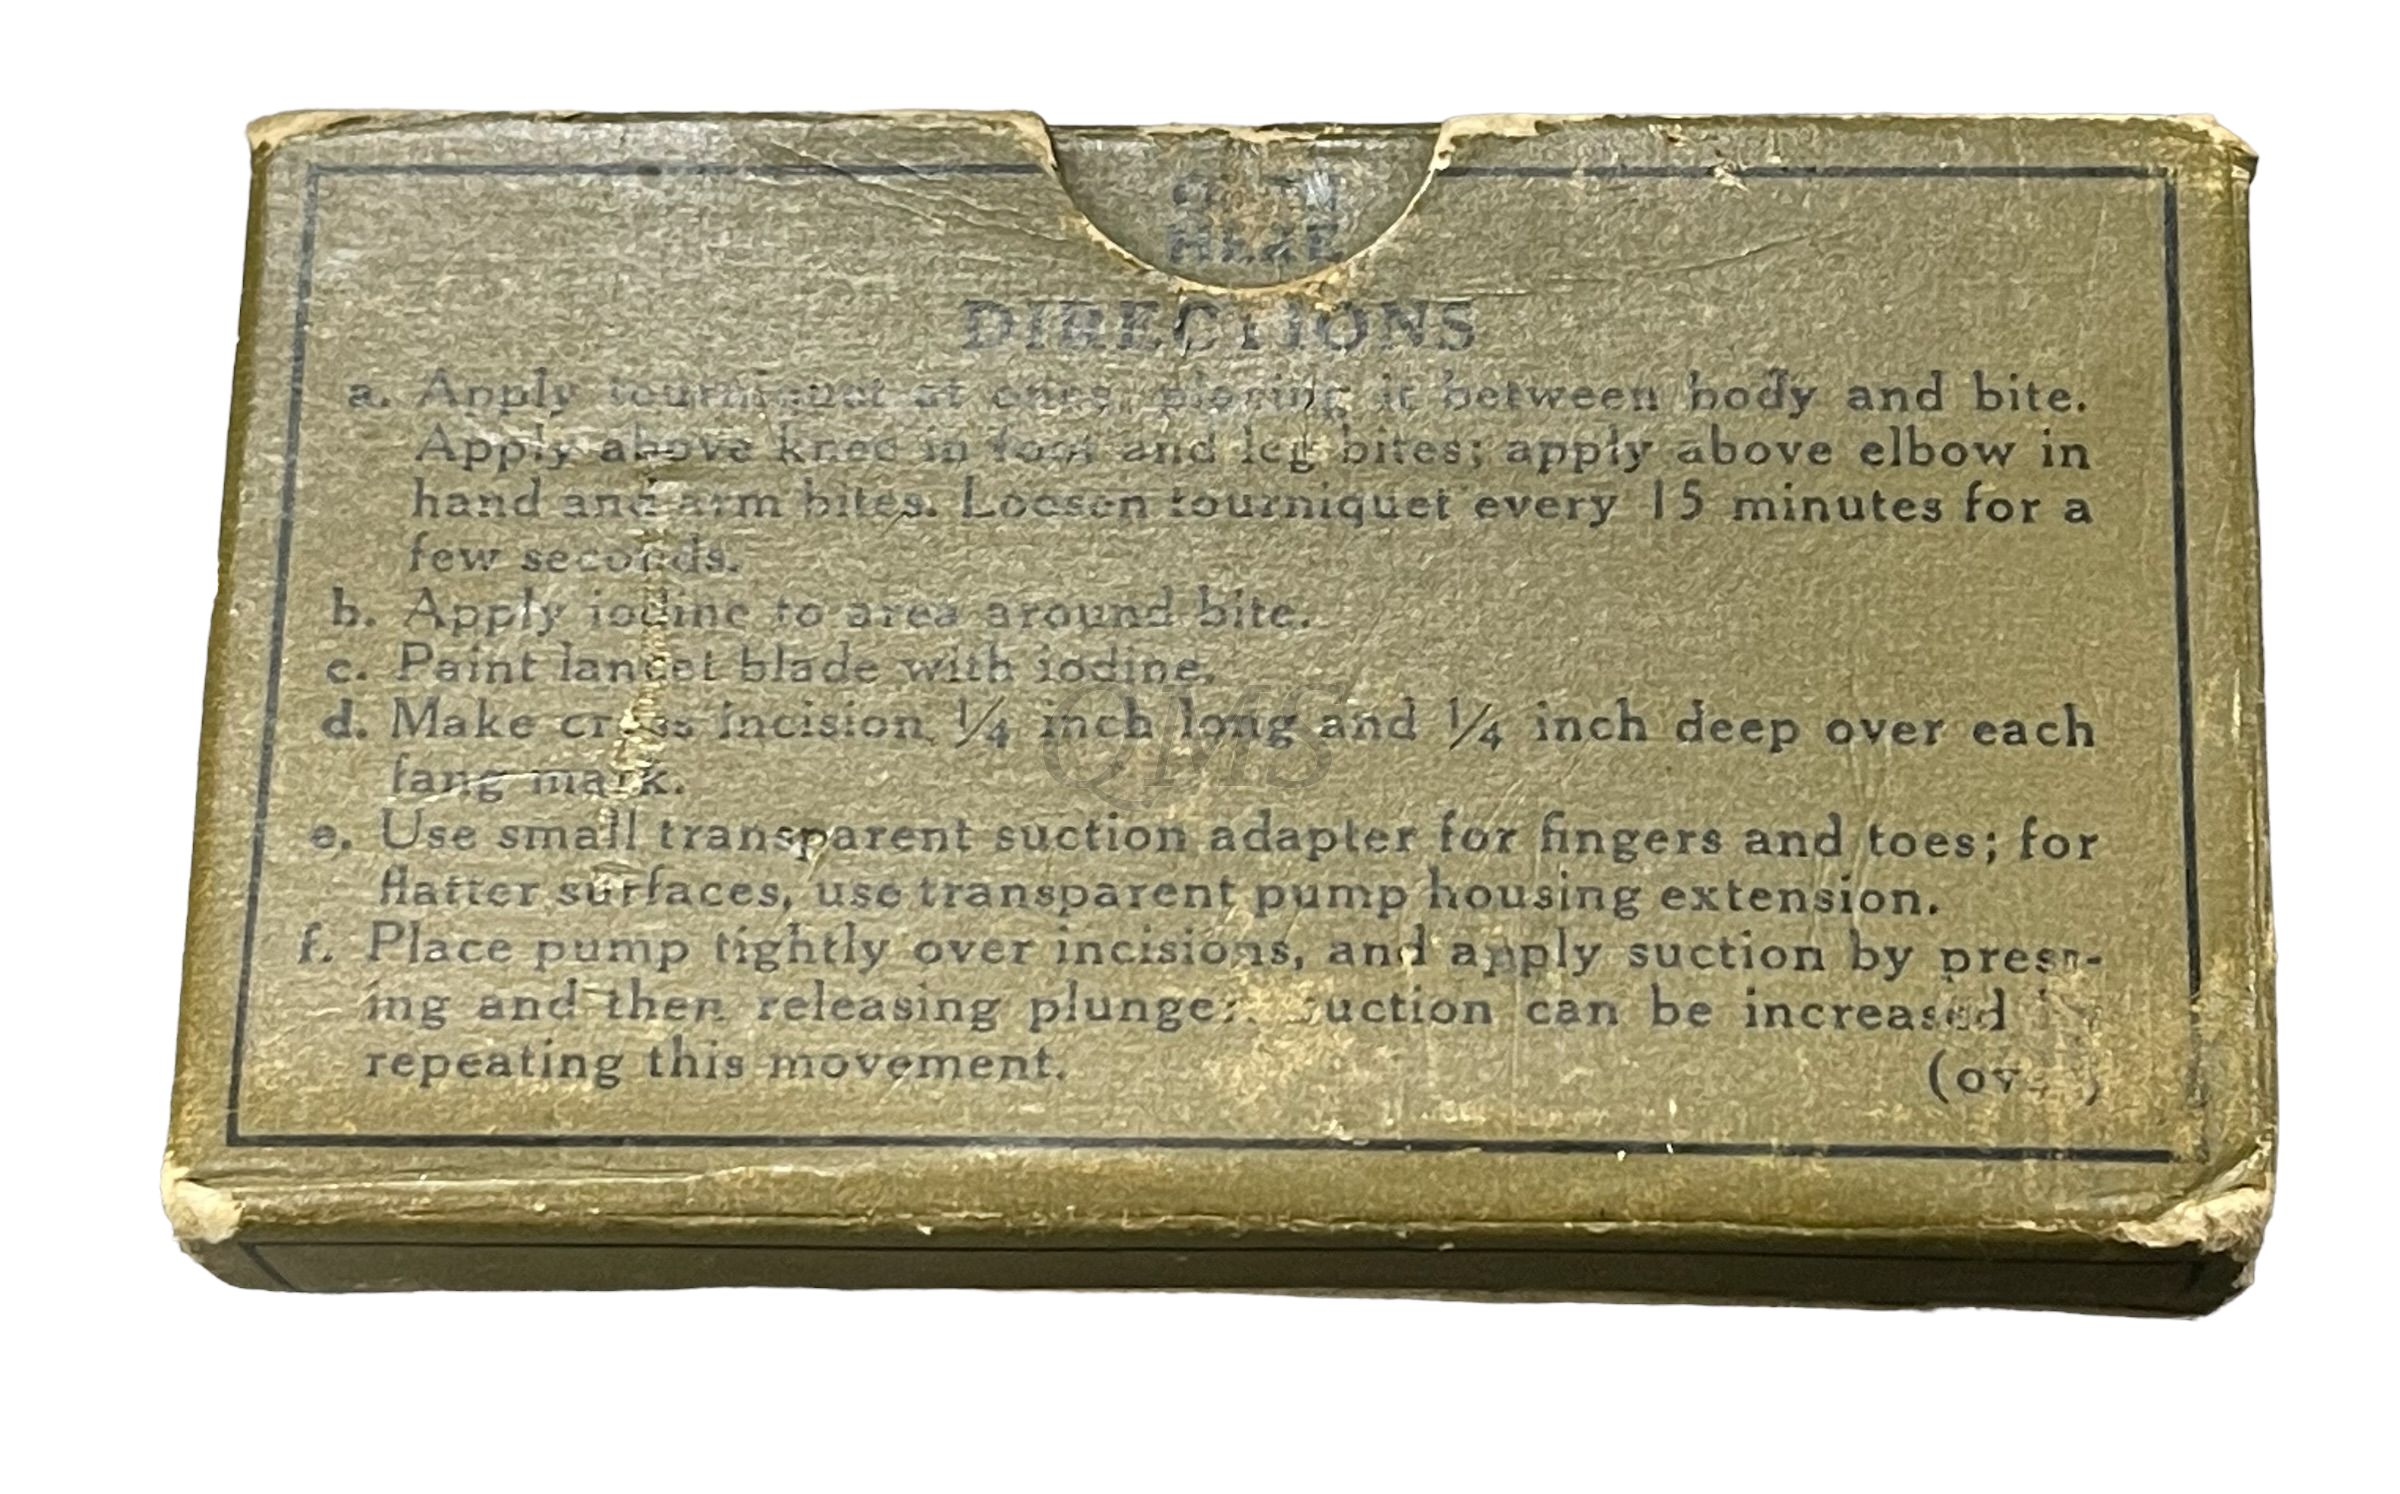 OPEN
HERE
DIRECTIONS
a. Apply tourniquet at once, placing it between body and bite.
Apply above knee in foot and leg bites; apply above elbow in
hand and arm bites. Loosen tourniquet every 15 minutes for a
few seconds.
b. Apply iodine to area around bite.
c. Paint lancet blade with iodine.
d. Make cross incision ¼ inch long and ¼ inch deep over each
fang mark.
e. Use small transparent suction adapter for fingers and toes; for
flatter surfaces, use transparent pump housing extension.
f. Place pump tightly over incisions, and apply suction by press-
ing and then releasing plunger. Suction can be increased by
repeating this movement.
(over)
QMS